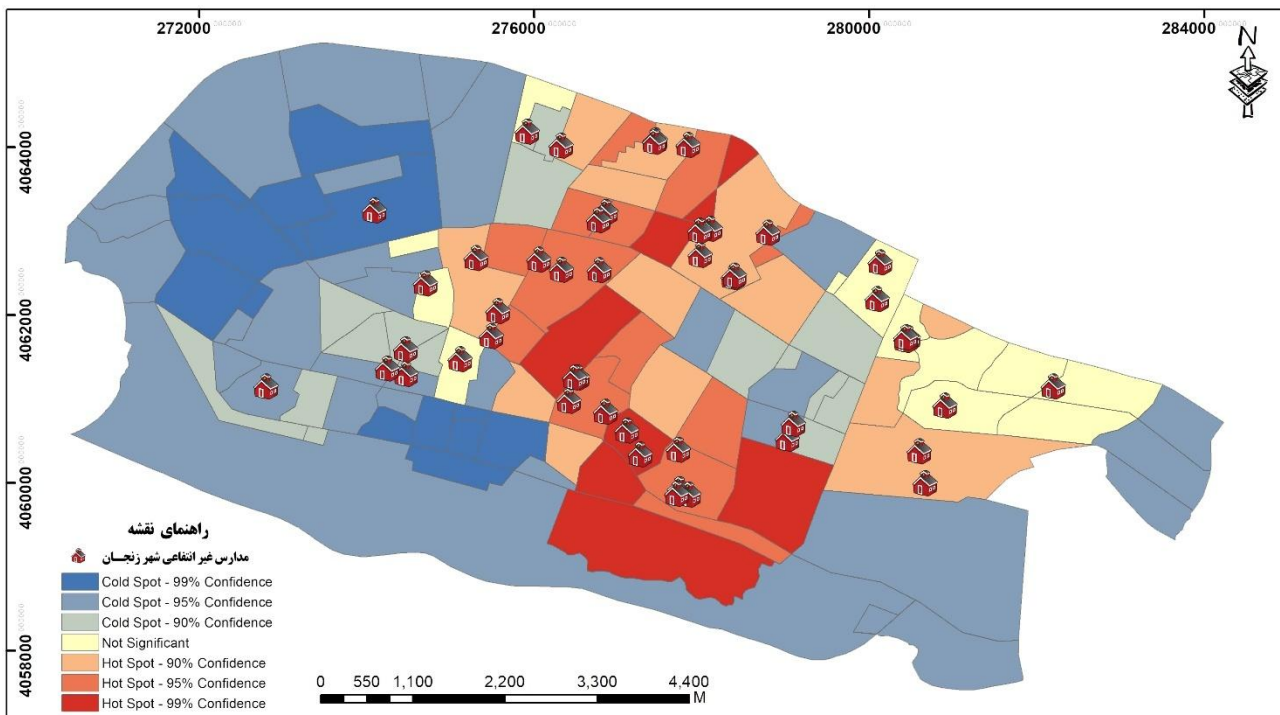 272000 276000 280000 284000
N
4064000
4062000
4060000
4058000
راهنمای نقشه
مدارس غیر انتفاعی شهر زنجان
Cold Spot - 99% Confidence
Cold Spot - 95% Confidence
Cold Spot - 90% Confidence
Not Significant
Hot Spot - 90% Confidence
Hot Spot - 95% Confidence
Hot Spot - 99% Confidence
0 550 1,100 2,200 3,300 4,400
M